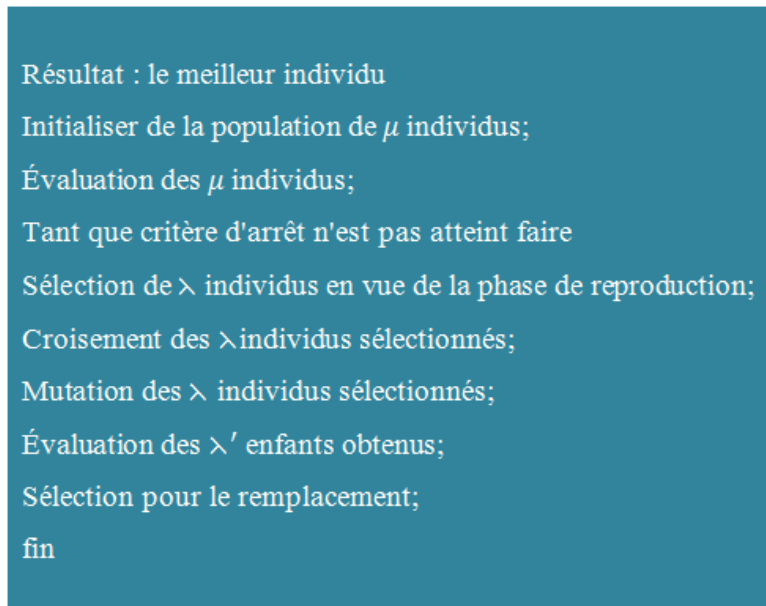 Résultat : le meilleur individu
Initialiser de la population de μ individus;
Évaluation des μ individus;
Tant que critère d'arrêt n'est pas atteint faire
Sélection de λ individus en vue de la phase de reproduction;
Croisement des λindividus sélectionnés;
Mutation des λ individus sélectionnés;
Évaluation des λ′ enfants obtenus;
Sélection pour le remplacement;
fin